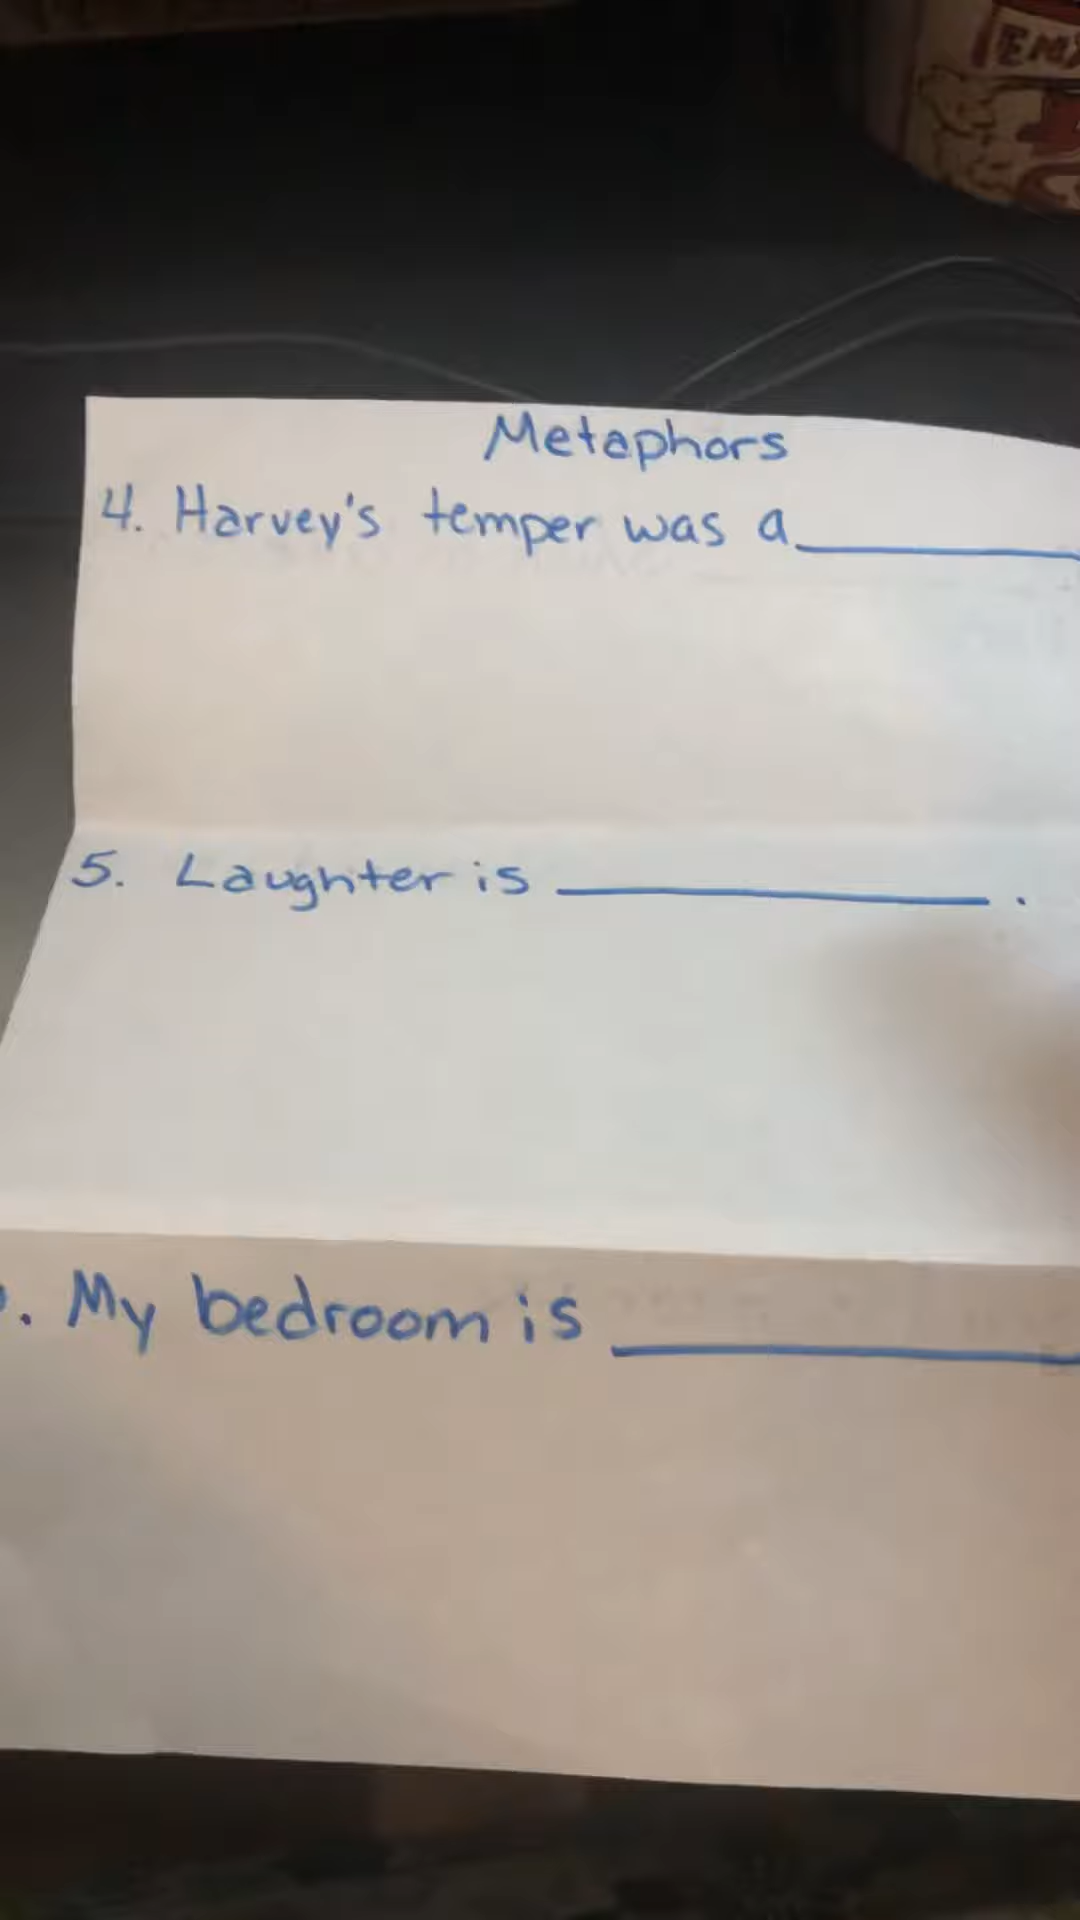 Metaphors
4. Harvey's temper was a
5. Laughter is .
. My bedroom is